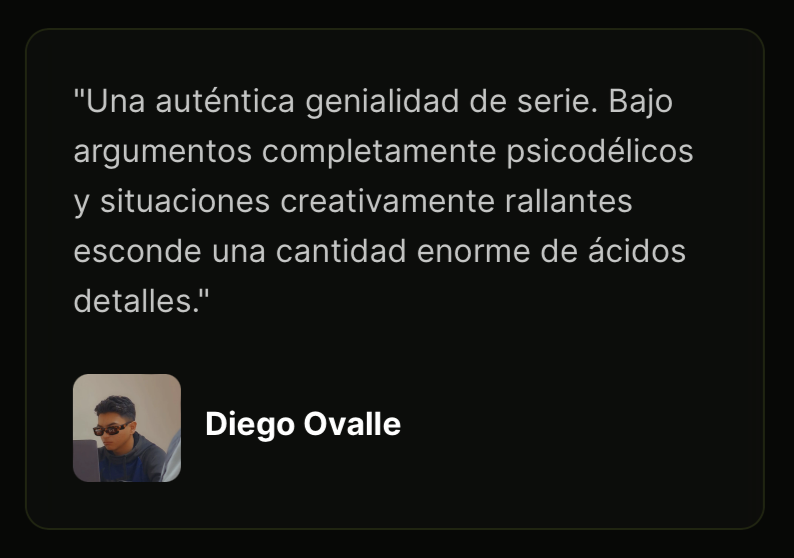 "Una auténtica genialidad de serie. Bajo
argumentos completamente psicodélicos
y situaciones creativamente rallantes
esconde una cantidad enorme de ácidos
detalles."
Diego Ovalle